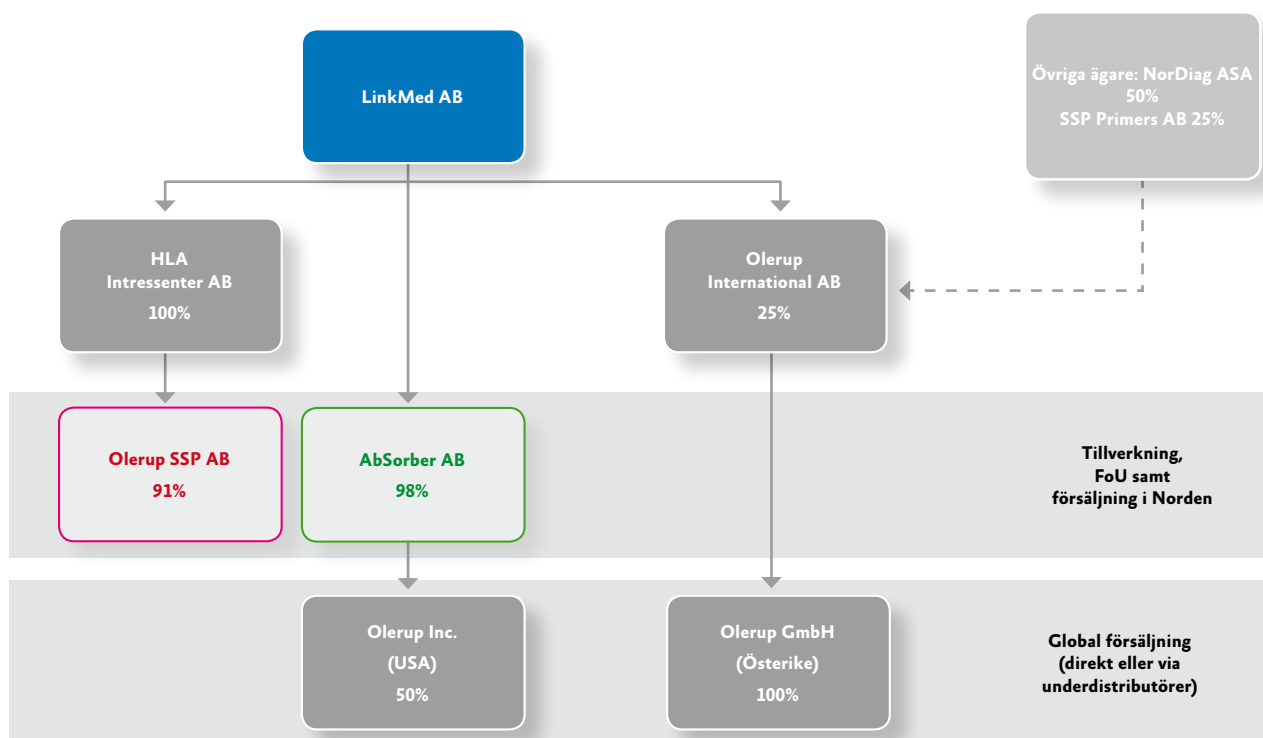 LinkMed AB
Övriga ägare: NorDiag ASA
50%
SSP Primers AB 25%
HLA
Intressenter AB
100%
Olerup
International AB
25%
Olerup SSP AB
91%
AbSorber AB
98%
Tillverkning,
FoU samt
försäljning i Norden
Olerup Inc.
(USA)
50%
Olerup GmbH
(Österike)
100%
Global försäljning
(direkt eller via
underdistributörer)